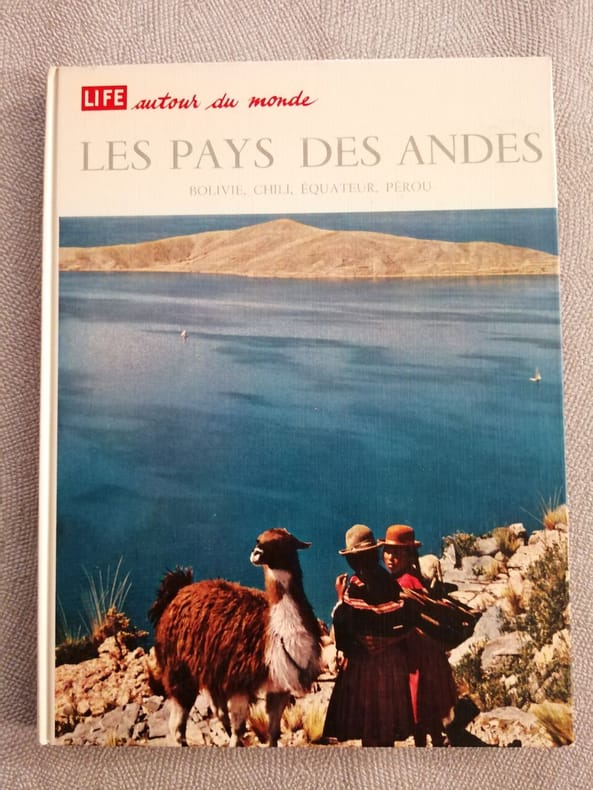 LIFE autour du monde
LES PAYS DES ANDES
BOLIVIE, CHILI, ÉQUATEUR, PÉROU